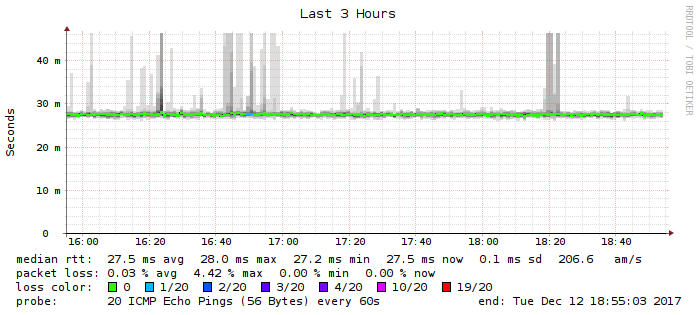 Last 3 Hours
RRDTOOL / TOBI OETIKER
Seconds
40 m
30 m
20 m
10 m
0
16:00 16:20 16:40 17:00 17:20 17:40 18:00 18:20 18:40
median rtt: 27.5 ms avg 28.0 ms max 27.2 ms min 27.5 ms now 0.1 ms sd 206.6 am/s
packet loss: 0.03 % avg 4.42 % max 0.00 % min 0.00 % now
loss color: 0 1/20 2/20 3/20 4/20 10/20 19/20
probe: 20 ICMP Echo Pings (56 Bytes) every 60s end: Tue Dec 12 18:55:03 2017